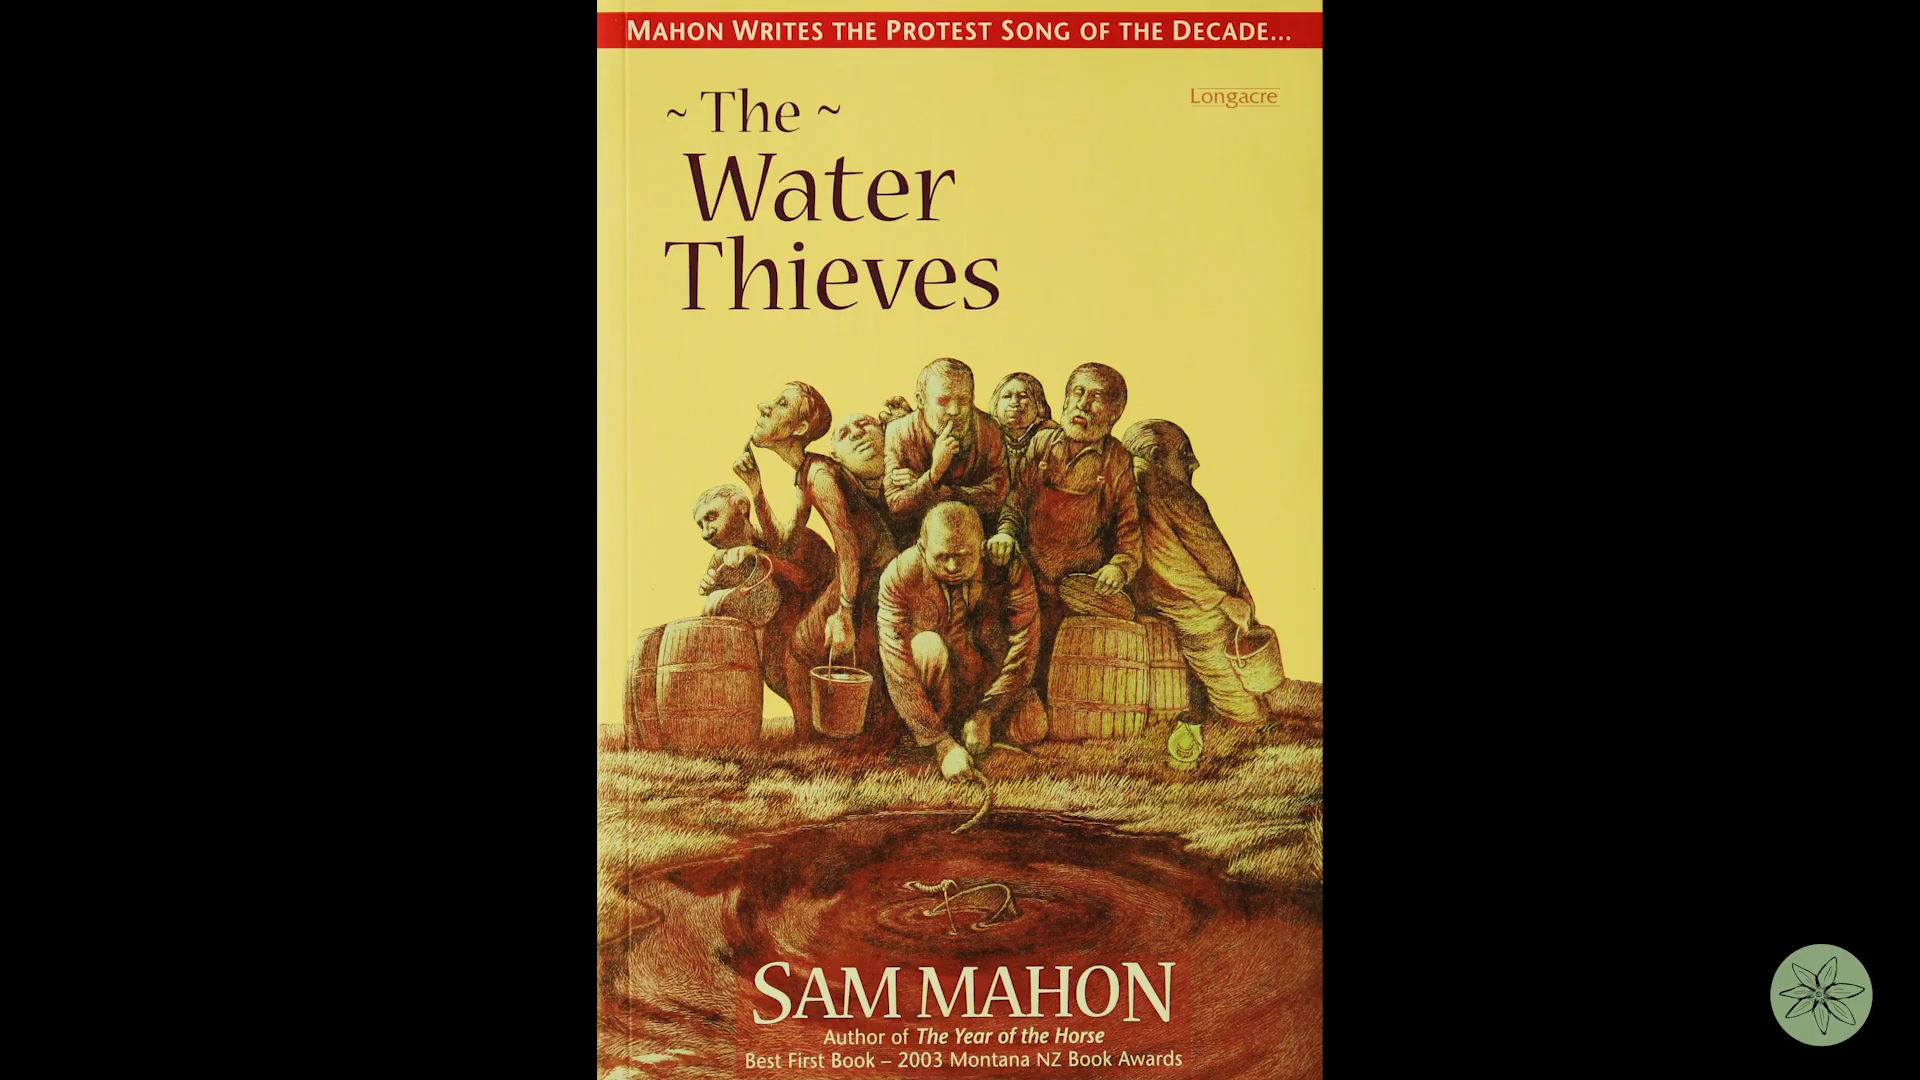 MAHON WRITES THE PROTEST SONG OF THE DECADE...
Longacre
~ The ~
Water
Thieves
SAM MAHON
Author of The Year of the Horse
Best First Book – 2003 Montana NZ Book Awards